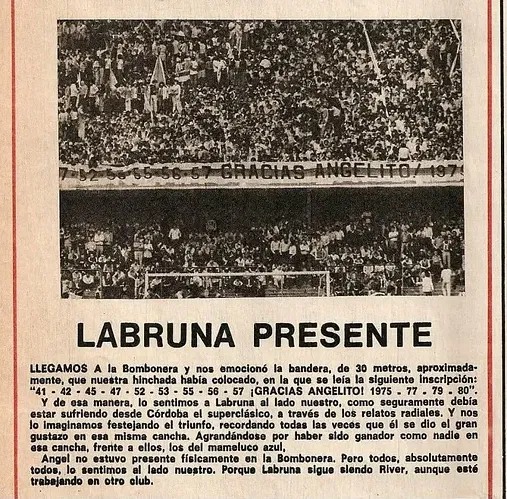 7-52-53-55-56-57 GRACIAS ANGELITO! 197
LABRUNA PRESENTE
LLEGAMOS A la Bombonera y nos emocionó la bandera, de 30 metros, aproximada-
mente, que nuestra hinchada había colocado, en la que se leía la siguiente inscripción:
"41 - 42 - 45 - 47 - 52 - 53 - 55 - 56 - 57 ¡GRACIAS ANGELITO! 1975 . 77 . 79 . 80".
Y de esa manera, lo sentimos a Labruna al lado nuestro, como seguramente debía
estar sufriendo desde Córdoba el superclásico, a través de los relatos radiales. Y nos
lo imaginamos festejando el triunfo, recordando todas las veces que él se dio el gran
gustazo en esa misma cancha. Agrandándose por haber sido ganador como nadie en
esa cancha, frente a ellos, los del mameluco azul,
Angel no estuvo presente físicamente en la Bombonera. Pero todos, absolutamente
todos, lo sentimos al lado nuestro. Porque Labruna sigue siendo River, aunque esté
trabajando en otro club.